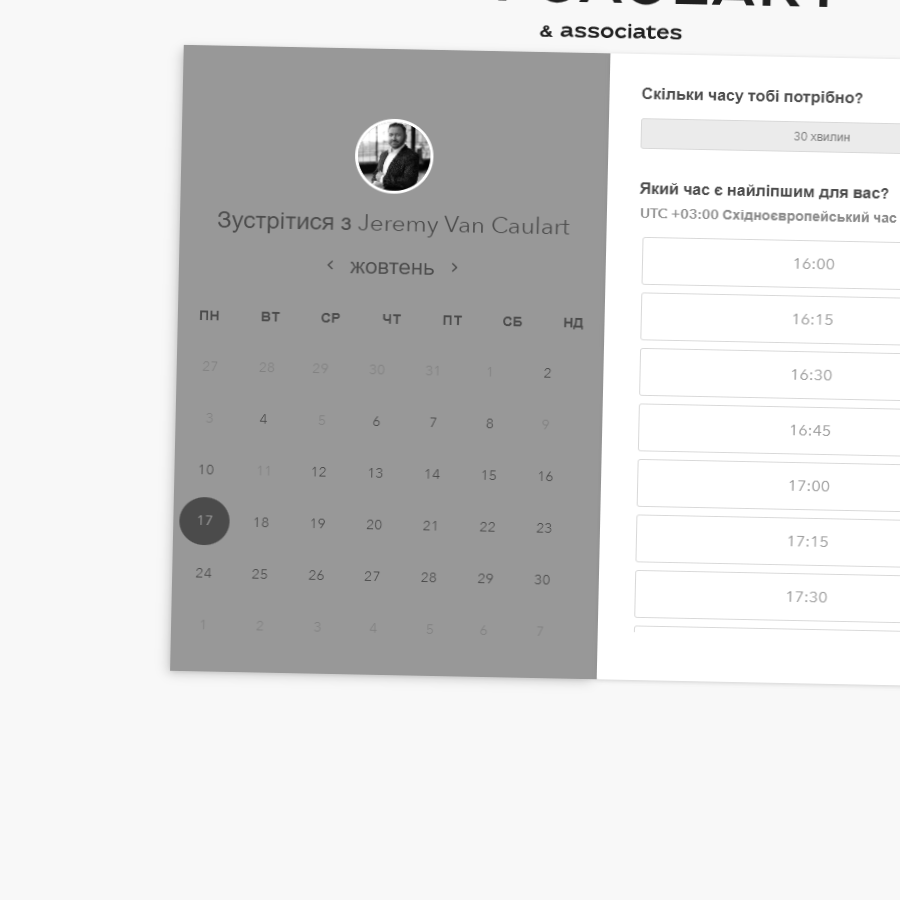 & associates
Зустрітися з Jeremy Van Caulart
жовтень
ПН ВТ СР ЧТ ПТ СБ НД
27 28 29 30 31 1 2
3 4 5 6 7 8 9
10 11 12 13 14 15 16
17 18 19 20 21 22 23
24 25 26 27 28 29 30
1 2 3 4 5 6 7
Скільки часу тобі потрібно?
30 хвилин
Який час є найліпшим для вас?
UTC +03:00 Східноєвропейський час
16:00
16:15
16:30
16:45
17:00
17:15
17:30